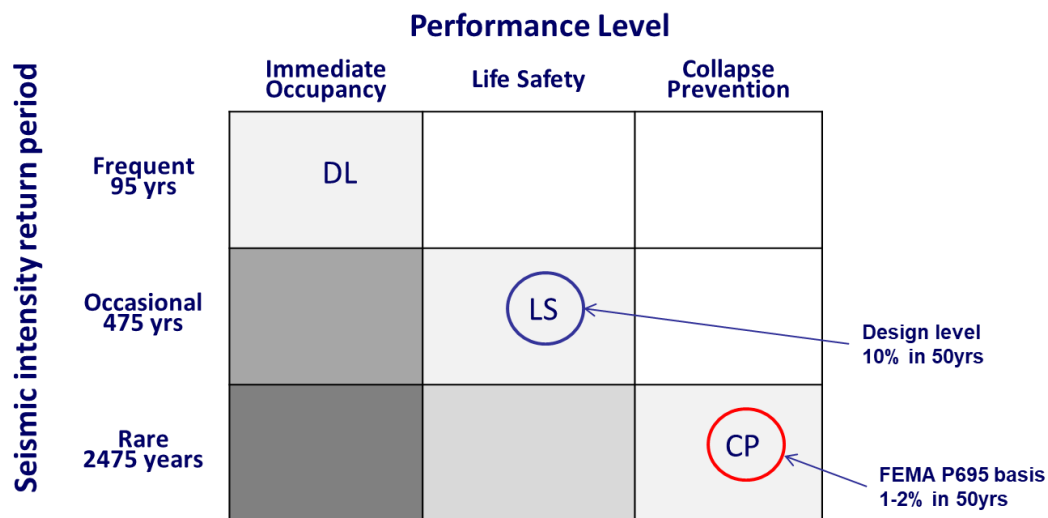 Performance Level
Immediate
Occupancy
Life Safety
Collapse
Prevention
Seismic intensity return period
Frequent
95 yrs
DL
Occasional
475 yrs
LS
Design level
10% in 50yrs
Rare
2475 years
CP
FEMA P695 basis
1-2% in 50yrs